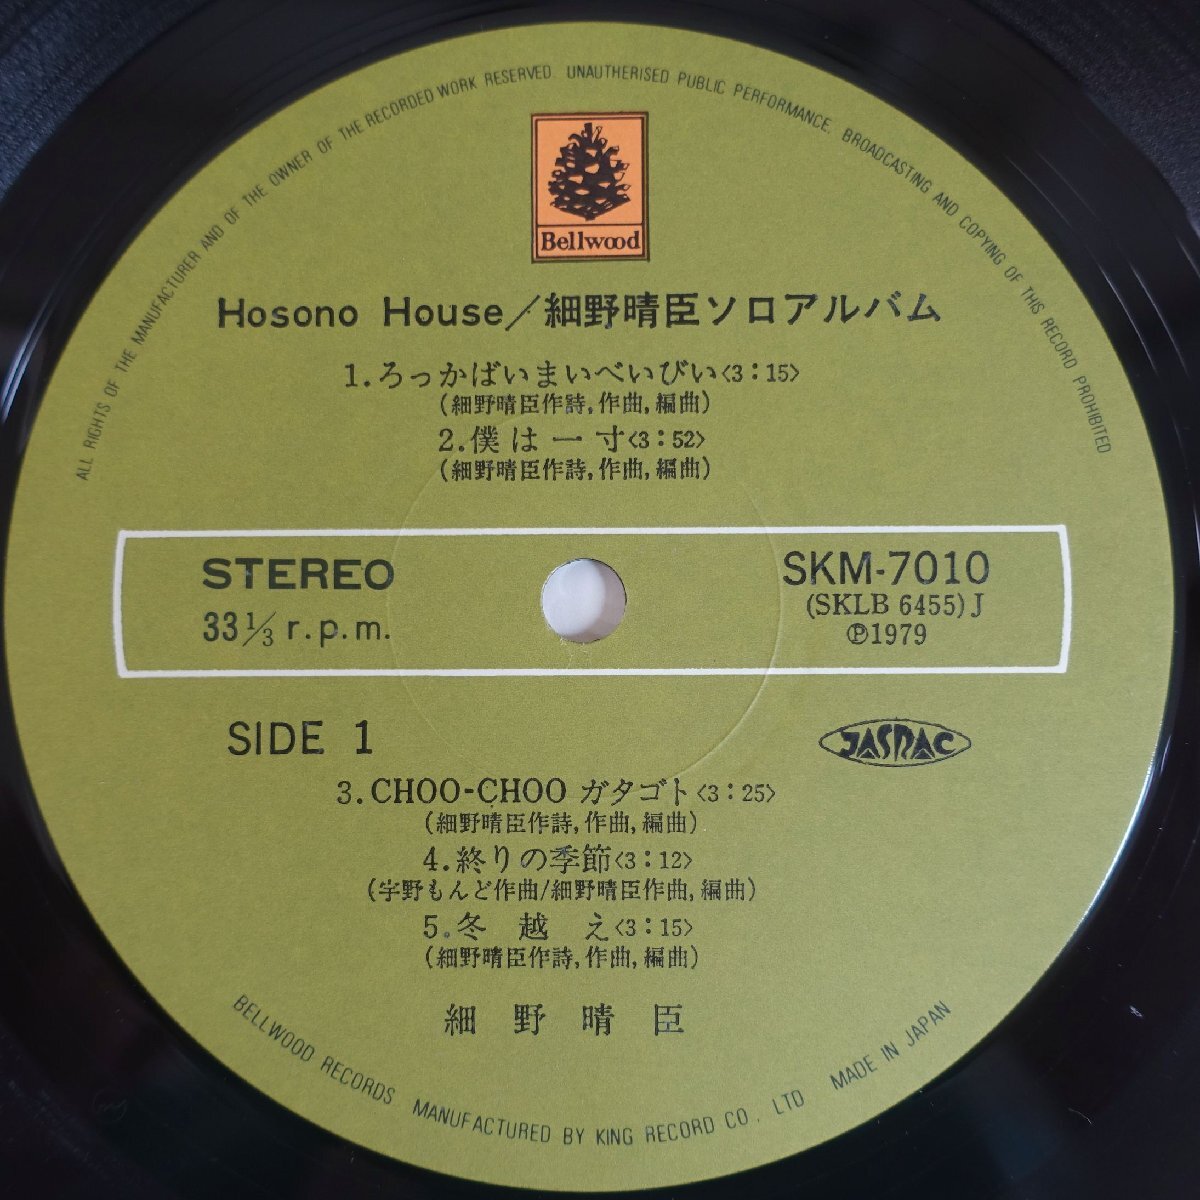 ALL RIGHTS OF THE MANUFACTURER AND OF THE OWNER OF THE RECORDED WORK RESERVED. UNAUTHERISED PUBLIC PERFORMANCE, BROADCASTING AND COPYING OF THIS RECORD PROHIBITED
Bellwood
Hosono House/細野晴臣ソロアルバム
1.ろっかばいまいべいびい<3:15>
(細野晴臣作詩,作曲,編曲)
2.僕は一寸<3:52>
(細野晴臣作詩,作曲,編曲)
STEREO
33 1/3 r.p.m.
SKM-7010
(SKLB 6455)J
Ⓟ1979
SIDE 1
JASRAC
3.CHOO-CHOO ガタゴト<3:25>
(細野晴臣作詩,作曲,編曲)
4.終りの季節<3:12>
(宇野もんど作曲/細野晴臣作曲,編曲)
5.冬越え<3:15>
(細野晴臣作詩,作曲,編曲)
細野晴臣
BELLWOOD RECORDS MANUFACTURED BY KING RECORD CO., LTD MADE IN JAPAN